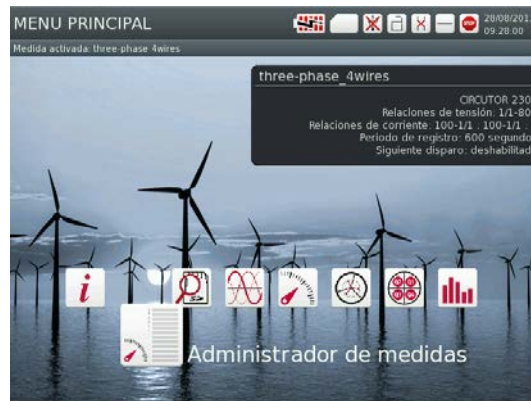 MENU PRINCIPAL
28/08/2012
09:28:00
Medida activada: three-phase 4wires
three-phase_4wires
CIRCUTOR 230
Relaciones de tensión: 1/1-80
Relaciones de corriente: 100-1/1 : 100-1/1 :
Periodo de registro: 600 segundo
Siguiente disparo: deshabilitad
STOP
i
Administrador de medidas